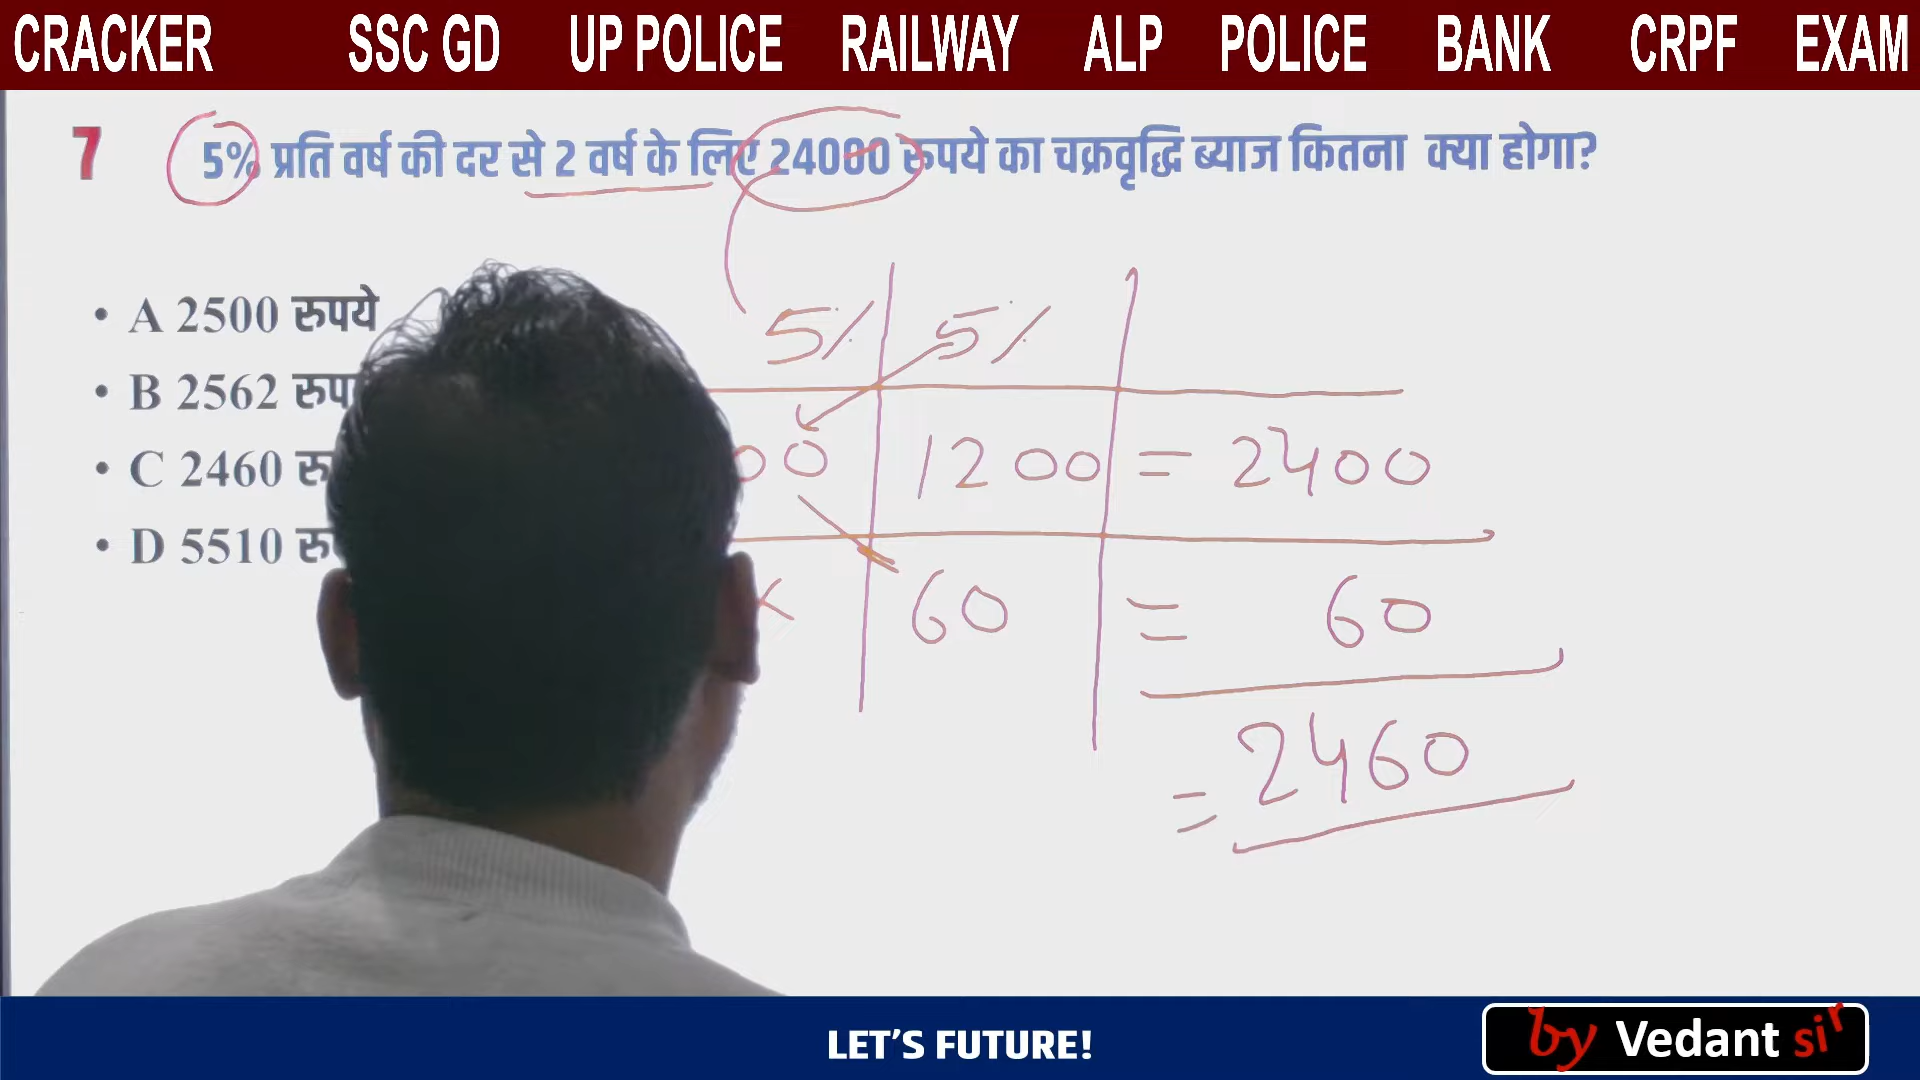 CRACKER SSC GD UP POLICE RAILWAY ALP POLICE BANK CRPF EXAM
7 5% प्रति वर्ष की दर से 2 वर्ष के लिए 24000 रुपये का चक्रवृद्धि ब्याज कितना क्या होगा?
• A 2500 रुपये
• B 2562
• C 2460
• D 5510
5% 5%
1200 = 2400
60 = 60
= 2460
LET'S FUTURE!
by Vedant sir